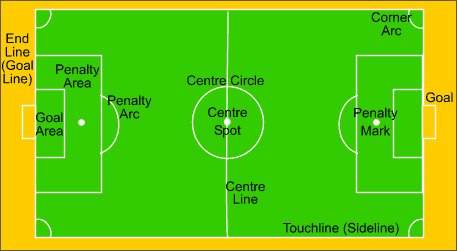 Corner
Arc
End
Line
(Goal
Line)
Penalty
Area
Centre Circle
Penalty
Arc
Goal
Goal
Area
Centre
Spot
Penalty
Mark
Centre
Line
Touchline (Sideline)